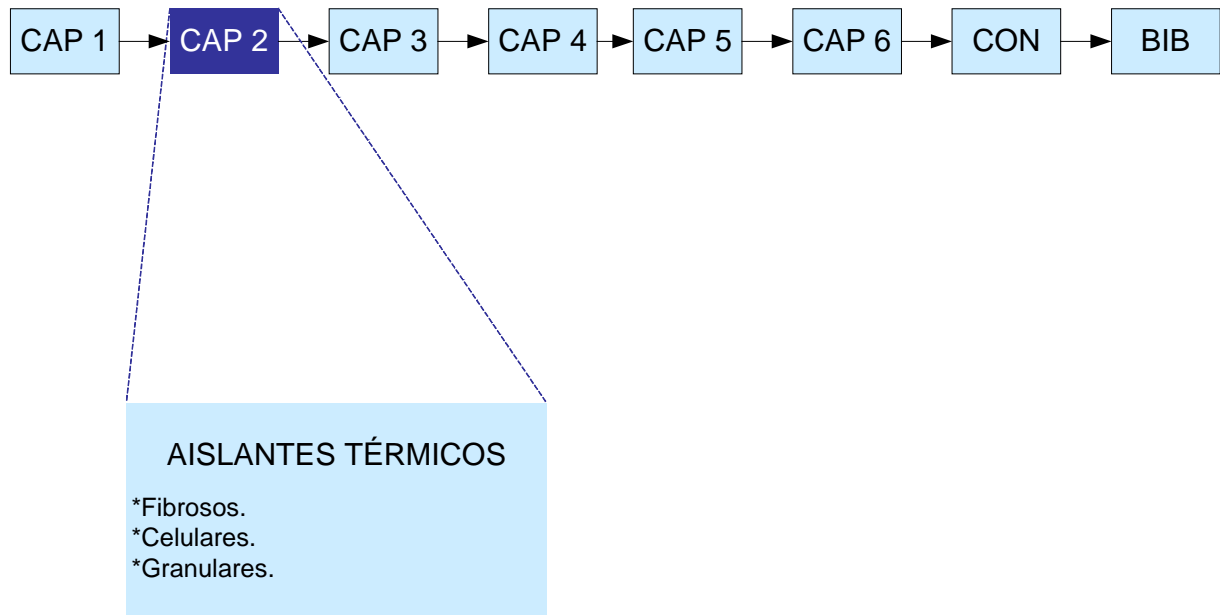 CAP 1 CAP 2 CAP 3 CAP 4 CAP 5 CAP 6 CON BIB
AISLANTES TÉRMICOS
*Fibrosos.
*Celulares.
*Granulares.